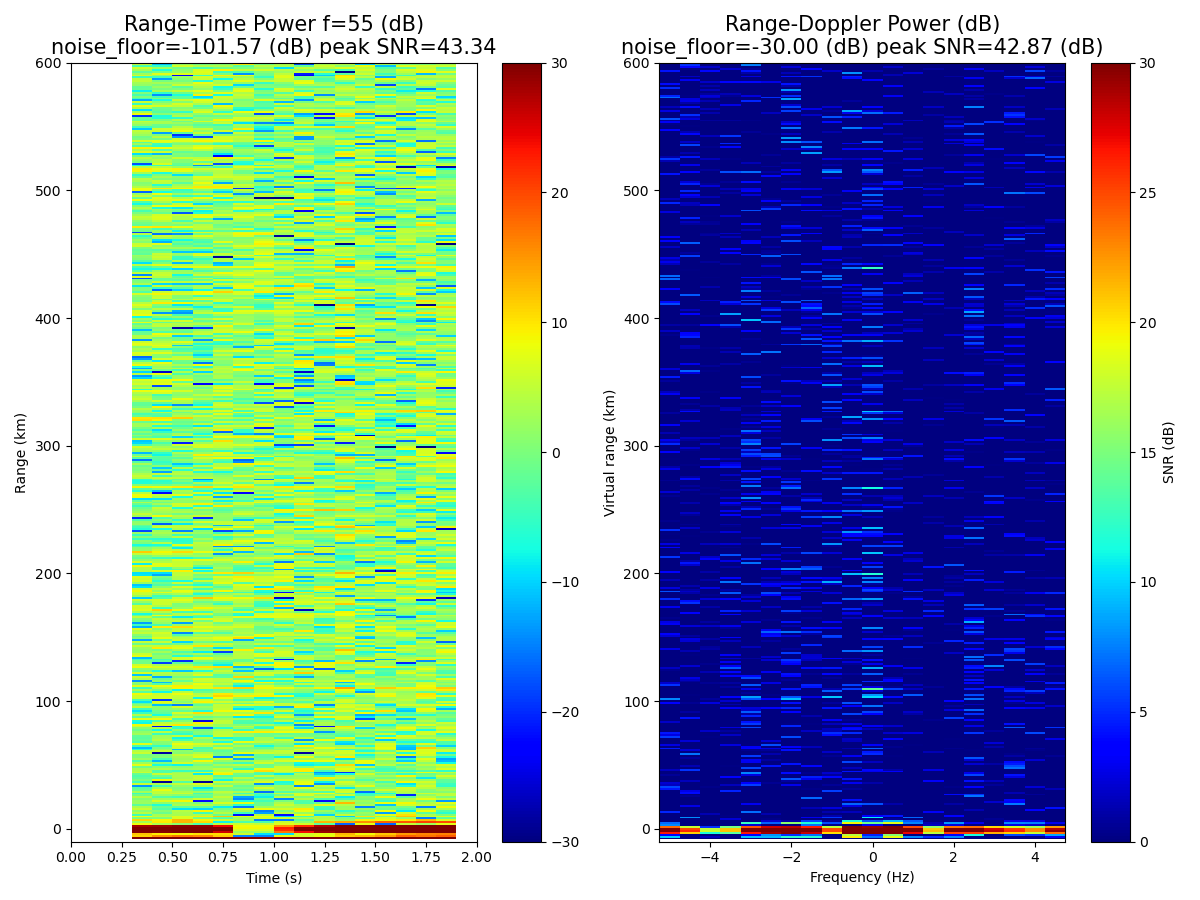 Range-Time Power f=55 (dB)
noise_floor=-101.57 (dB) peak SNR=43.34
Range-Doppler Power (dB)
noise_floor=-30.00 (dB) peak SNR=42.87 (dB)
600
500
400
300
200
100
0
Range (km)
0.00 0.25 0.50 0.75 1.00 1.25 1.50 1.75 2.00
Time (s)
30
20
10
0
−10
−20
−30
600
500
400
300
200
100
0
Virtual range (km)
−4 −2 0 2 4
Frequency (Hz)
30
25
20
15
10
5
0
SNR (dB)